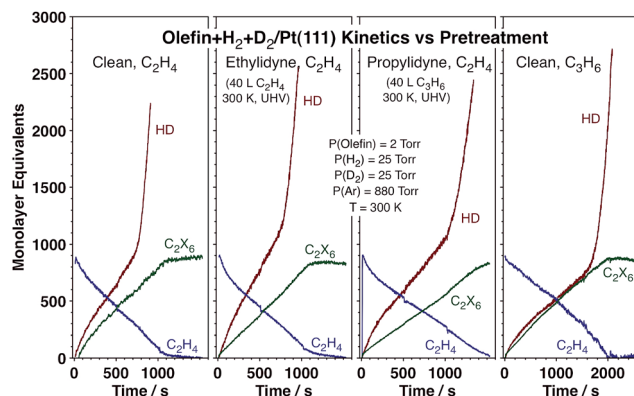 Olefin+H2+D2/Pt(111) Kinetics vs Pretreatment
Monolayer Equivalents
3000
2500
2000
1500
1000
500
0
Clean, C2H4
HD
C2X6
C2H4
0 500 1000
Time / s
Ethylidyne, C2H4
(40 L C2H4
300 K, UHV)
HD
C2X6
C2H4
0 500 1000
Time / s
Propylidyne, C2H4
(40 L C3H6
300 K, UHV)
P(Olefin) = 2 Torr
P(H2) = 25 Torr
P(D2) = 25 Torr
P(Ar) = 880 Torr
T = 300 K
HD
C2X6
C2H4
0 500 1000
Time / s
Clean, C3H6
HD
C2X6
C2H4
0 1000 2000
Time / s